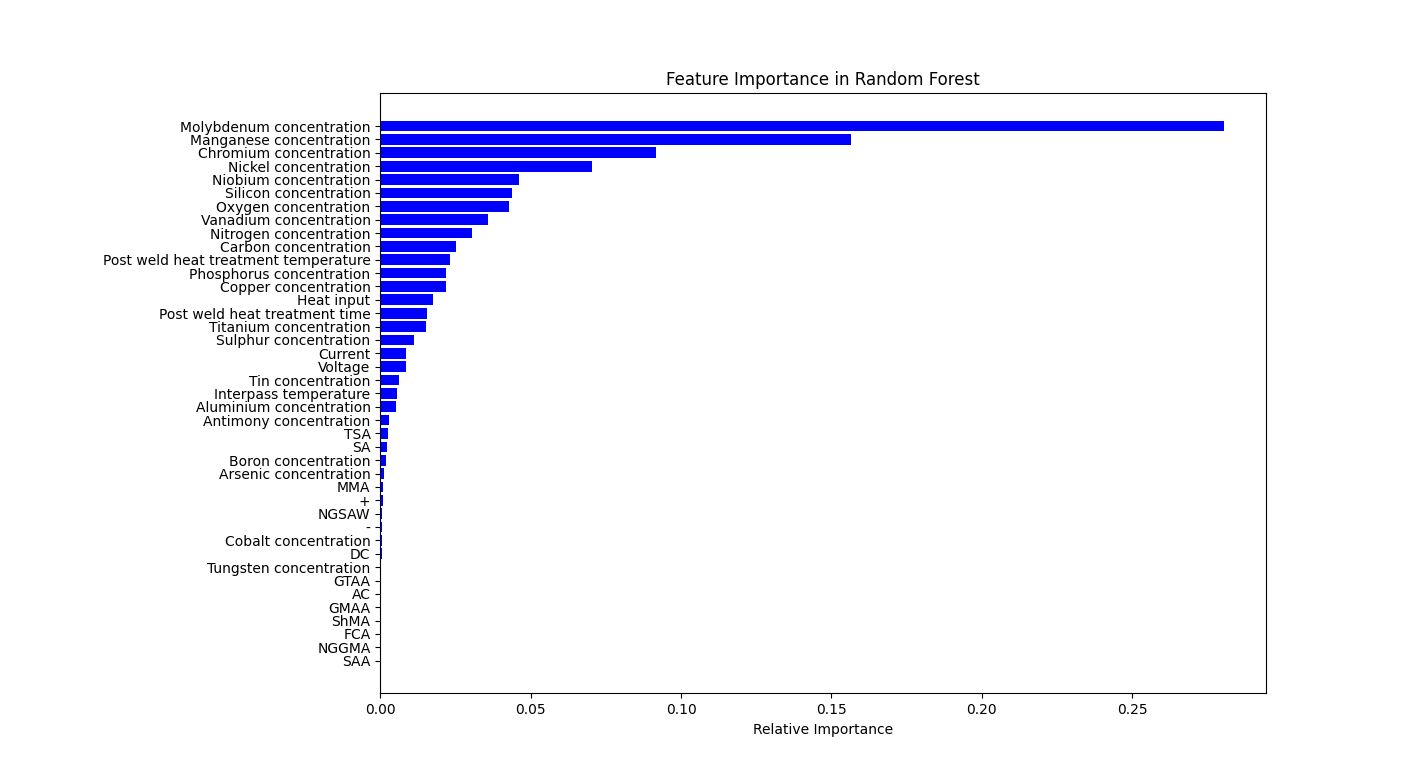 Feature Importance in Random Forest
Molybdenum concentration
Manganese concentration
Chromium concentration
Nickel concentration
Niobium concentration
Silicon concentration
Oxygen concentration
Vanadium concentration
Nitrogen concentration
Carbon concentration
Post weld heat treatment temperature
Phosphorus concentration
Copper concentration
Heat input
Post weld heat treatment time
Titanium concentration
Sulphur concentration
Current
Voltage
Tin concentration
Interpass temperature
Aluminium concentration
Antimony concentration
TSA
SA
Boron concentration
Arsenic concentration
MMA
+
NGSAW
-
Cobalt concentration
DC
Tungsten concentration
GTAA
AC
GMAA
ShMA
FCA
NGGMA
SAA
0.00 0.05 0.10 0.15 0.20 0.25
Relative Importance